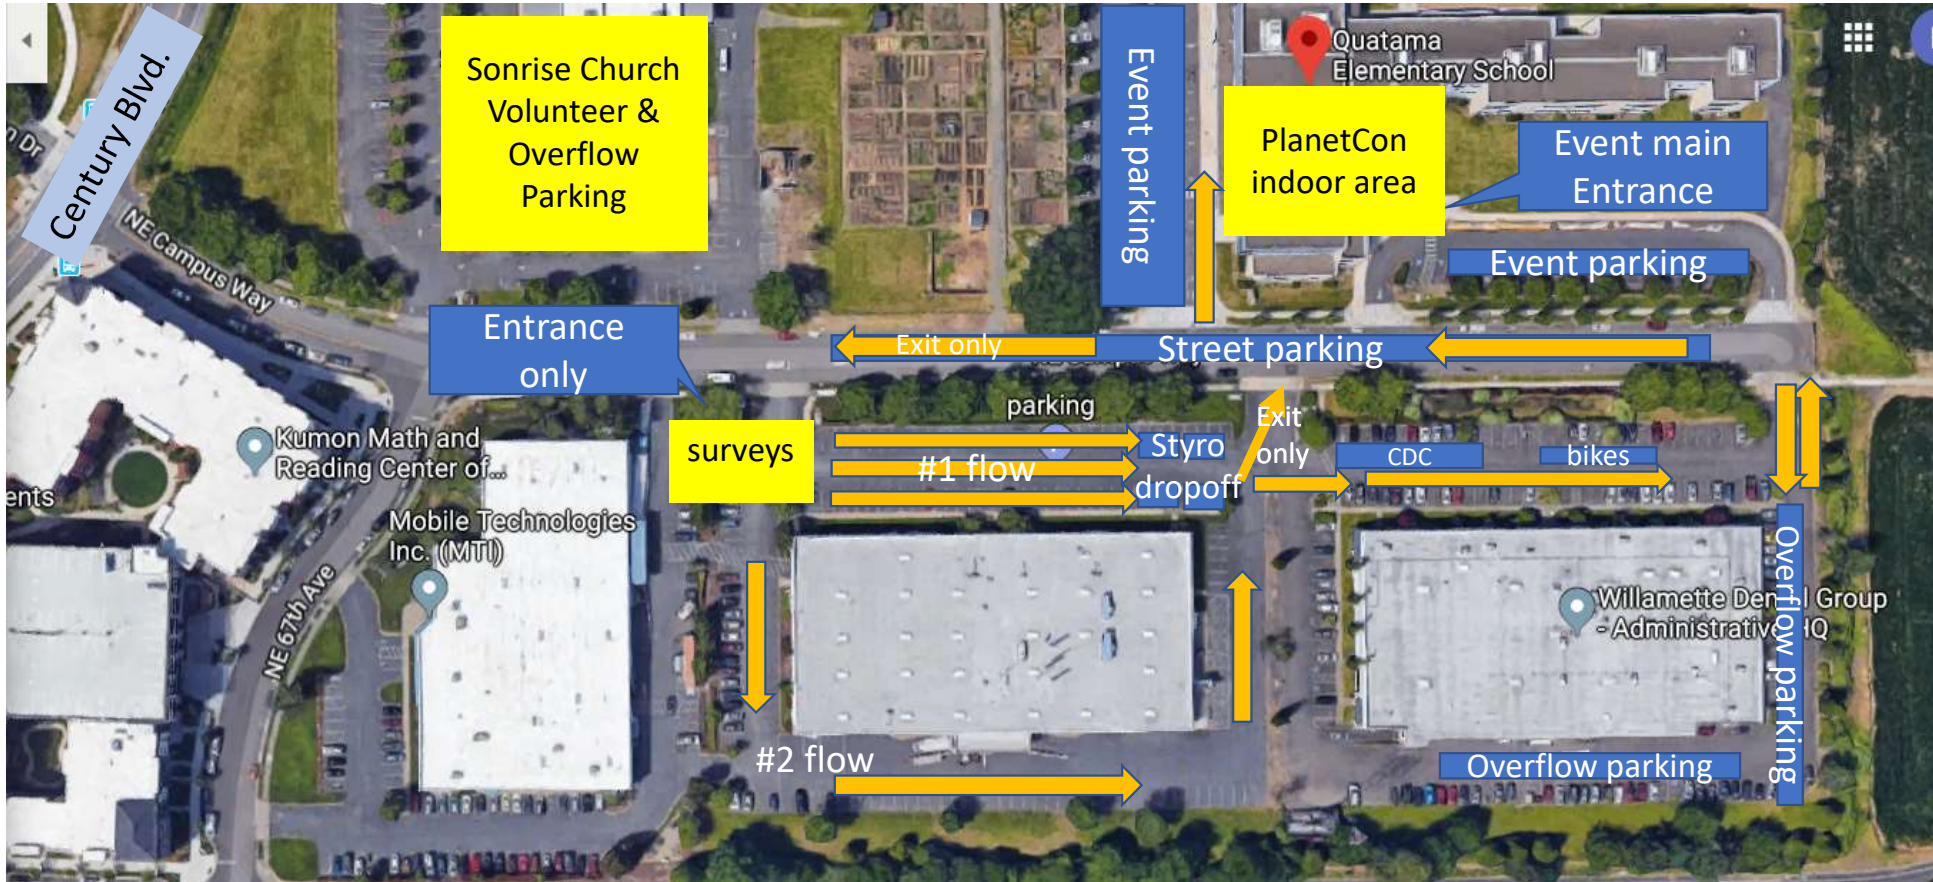 Century Blvd.
n Dr
NE Campus Way
Sonrise Church
Volunteer &
Overflow
Parking
Event parking
Quatama
Elementary School
PlanetCon
indoor area
Event main
Entrance
Event parking
Entrance
only
Exit only
Street parking
parking
surveys
#1 flow
Styro
dropoff
Exit
only
CDC
bikes
Kumon Math and
Reading Center of...
ents
Mobile Technologies
Inc. (MTI)
NE 67th Ave
#2 flow
Willamette Dental Group
- Administrative HQ
Overflow parking
Overflow parking